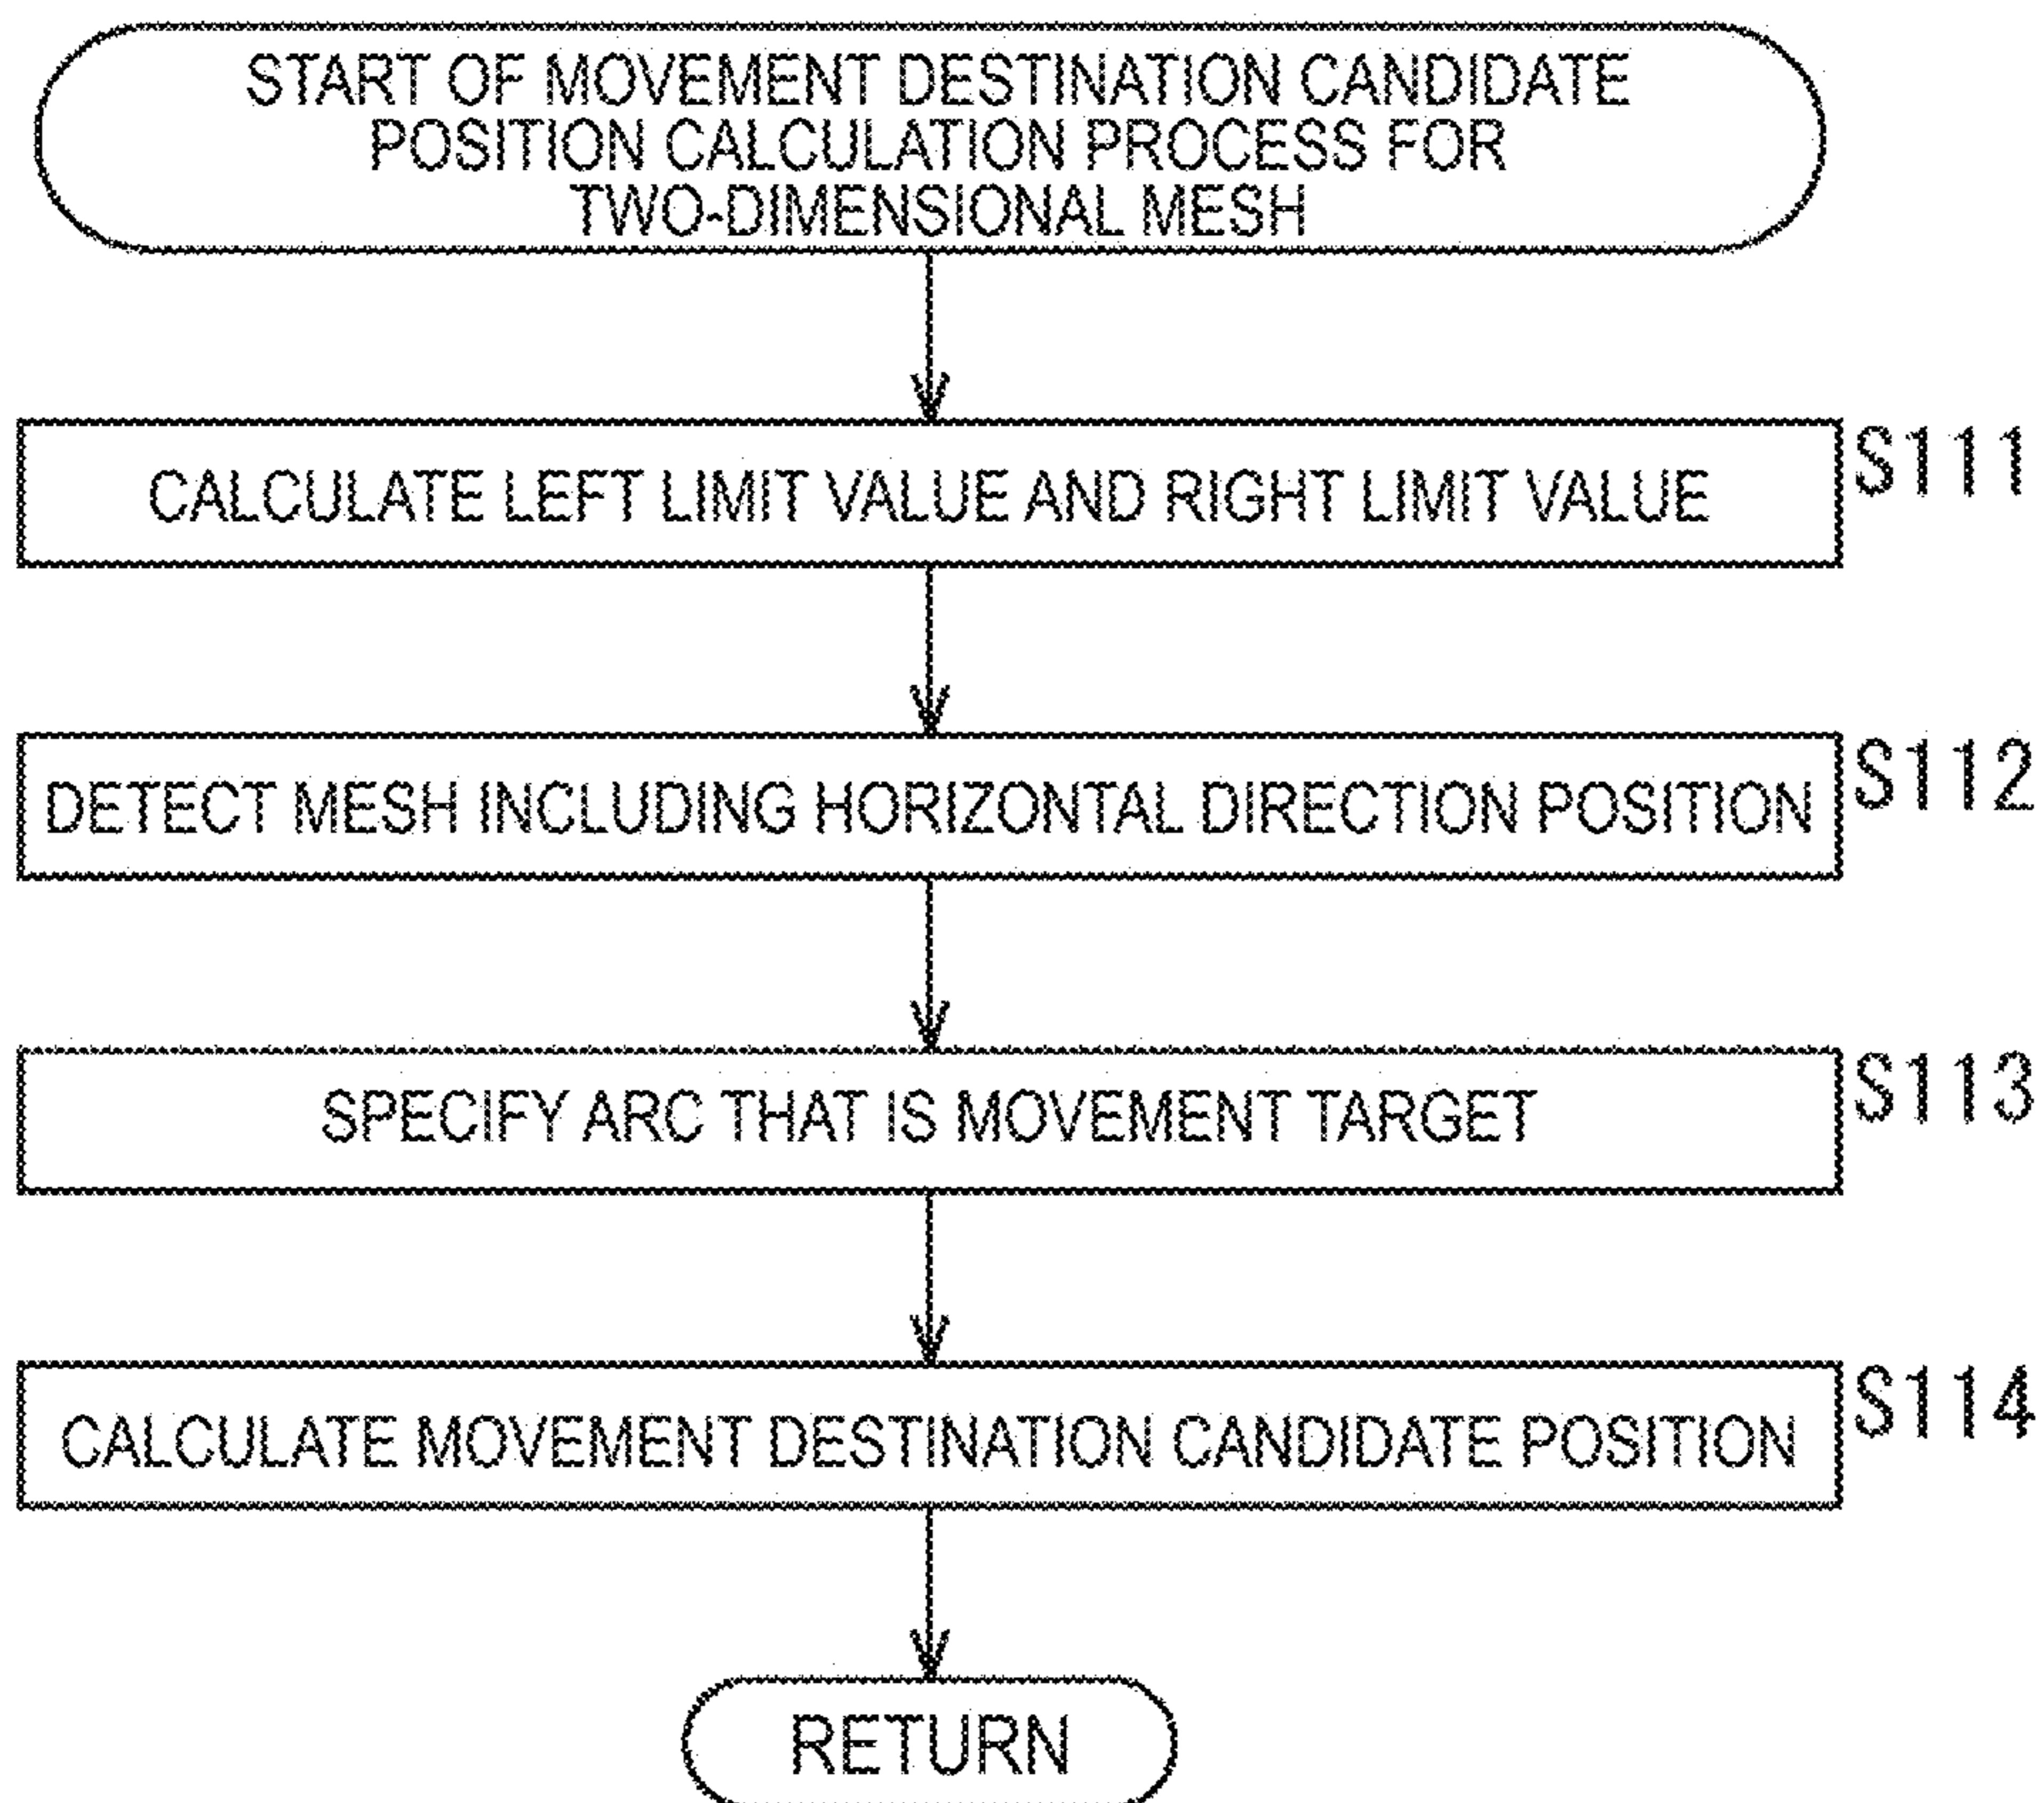 START OF MOVEMENT DESTINATION CANDIDATE
POSITION CALCULATION PROCESS FOR
TWO-DIMENSIONAL MESH
CALCULATE LEFT LIMIT VALUE AND RIGHT LIMIT VALUE
S111
DETECT MESH INCLUDING HORIZONTAL DIRECTION POSITION
S112
SPECIFY ARC THAT IS MOVEMENT TARGET
S113
CALCULATE MOVEMENT DESTINATION CANDIDATE POSITION
S114
RETURN